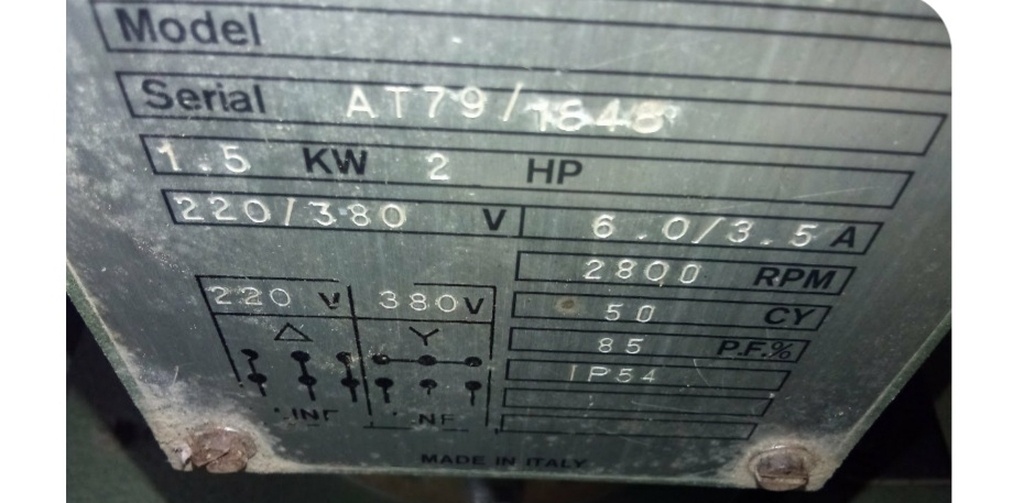 Model
Serial AT79/1848
1.5 KW 2 HP
220/380 V 6.0/3.5 A
2800 RPM
220 V 380V
50 CY
85 P.F.%
IP54
MADE IN ITALY